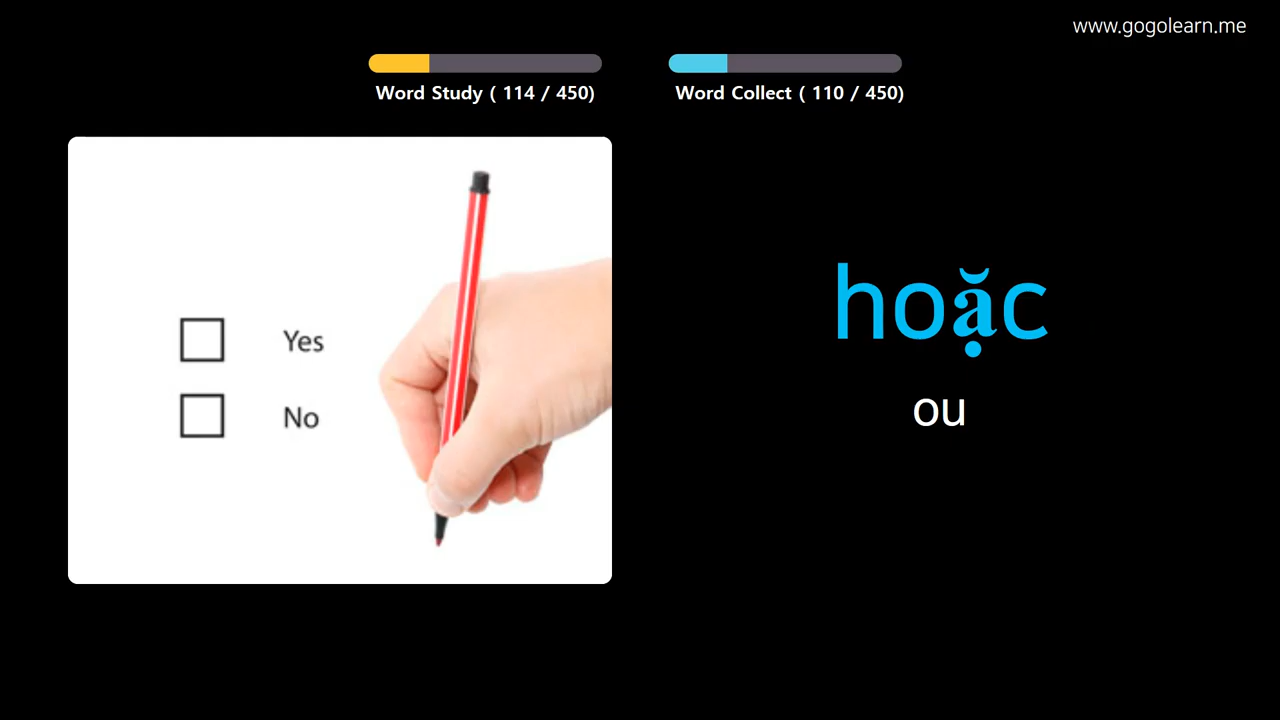 www.gogolearn.me
Word Study ( 114 / 450)
Word Collect ( 110 / 450)
Yes
No
hoặc
ou